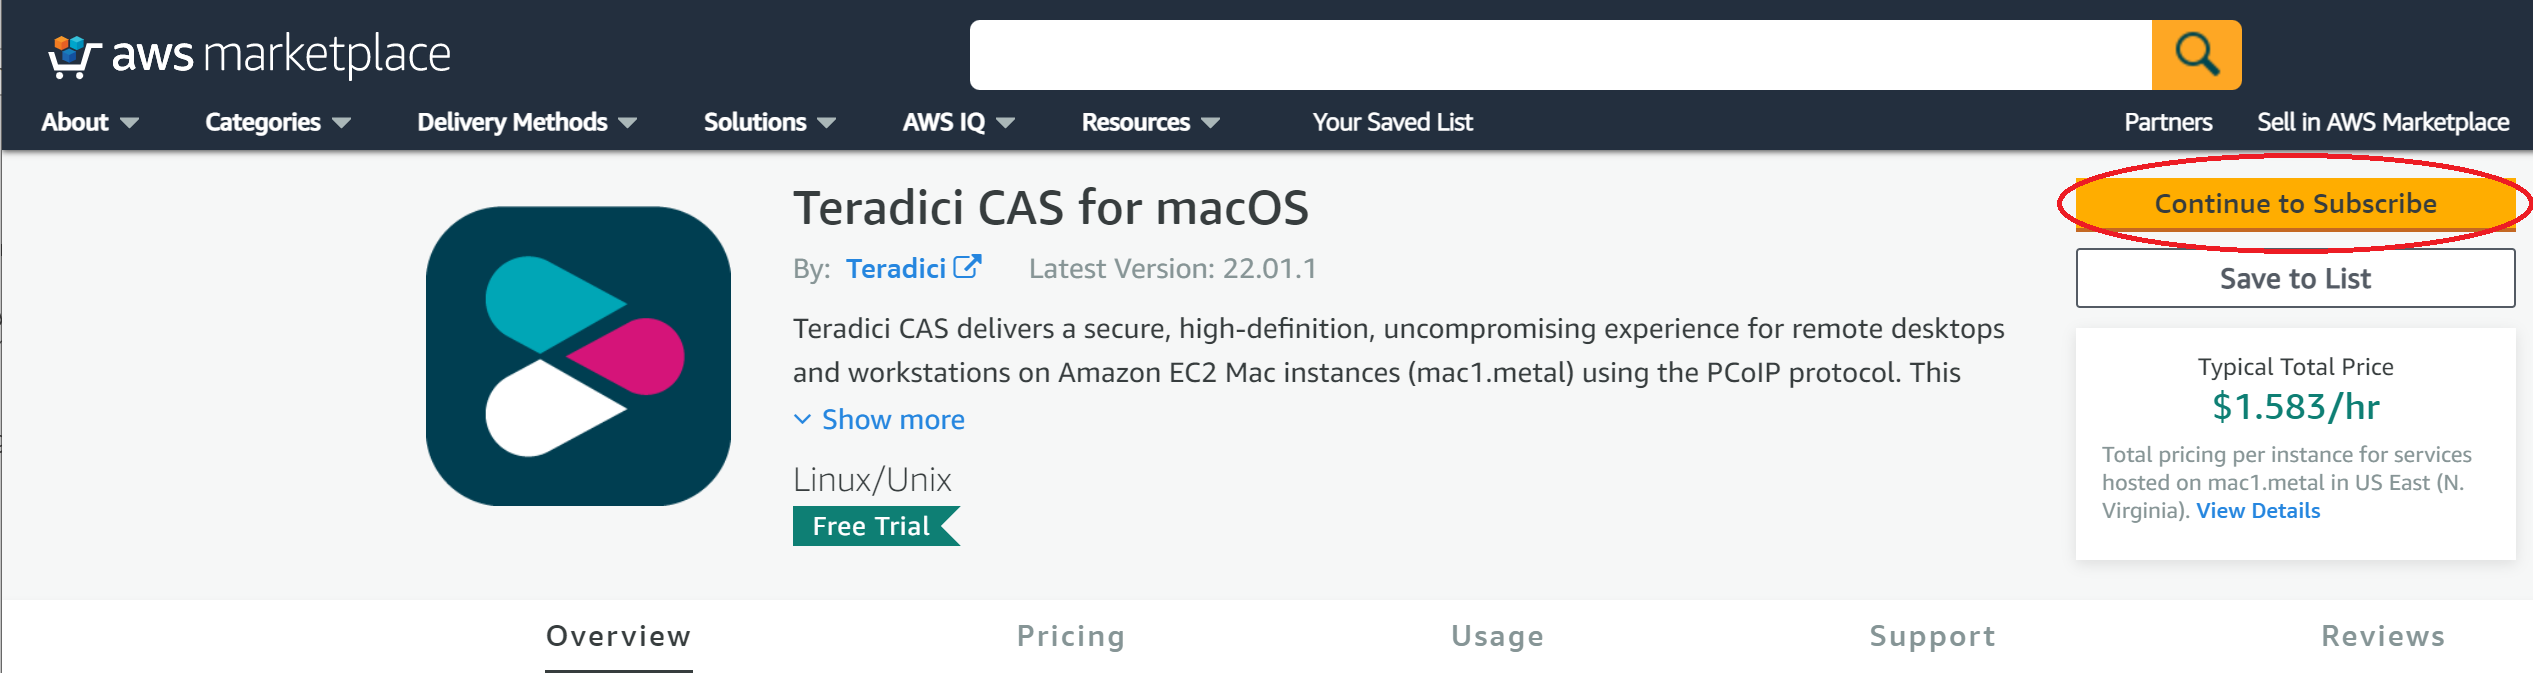 aws marketplace
About
Categories
Delivery Methods
Solutions
AWS IQ
Resources
Your Saved List
Partners
Sell in AWS Marketplace
Teradici CAS for macOS
By: Teradici
Latest Version: 22.01.1
Teradici CAS delivers a secure, high-definition, uncompromising experience for remote desktops
and workstations on Amazon EC2 Mac instances (mac1.metal) using the PCoIP protocol. This
Show more
Linux/Unix
Free Trial
Continue to Subscribe
Save to List
Typical Total Price
$1.583/hr
Total pricing per instance for services
hosted on mac1.metal in US East (N.
Virginia). View Details
Overview
Pricing
Usage
Support
Reviews